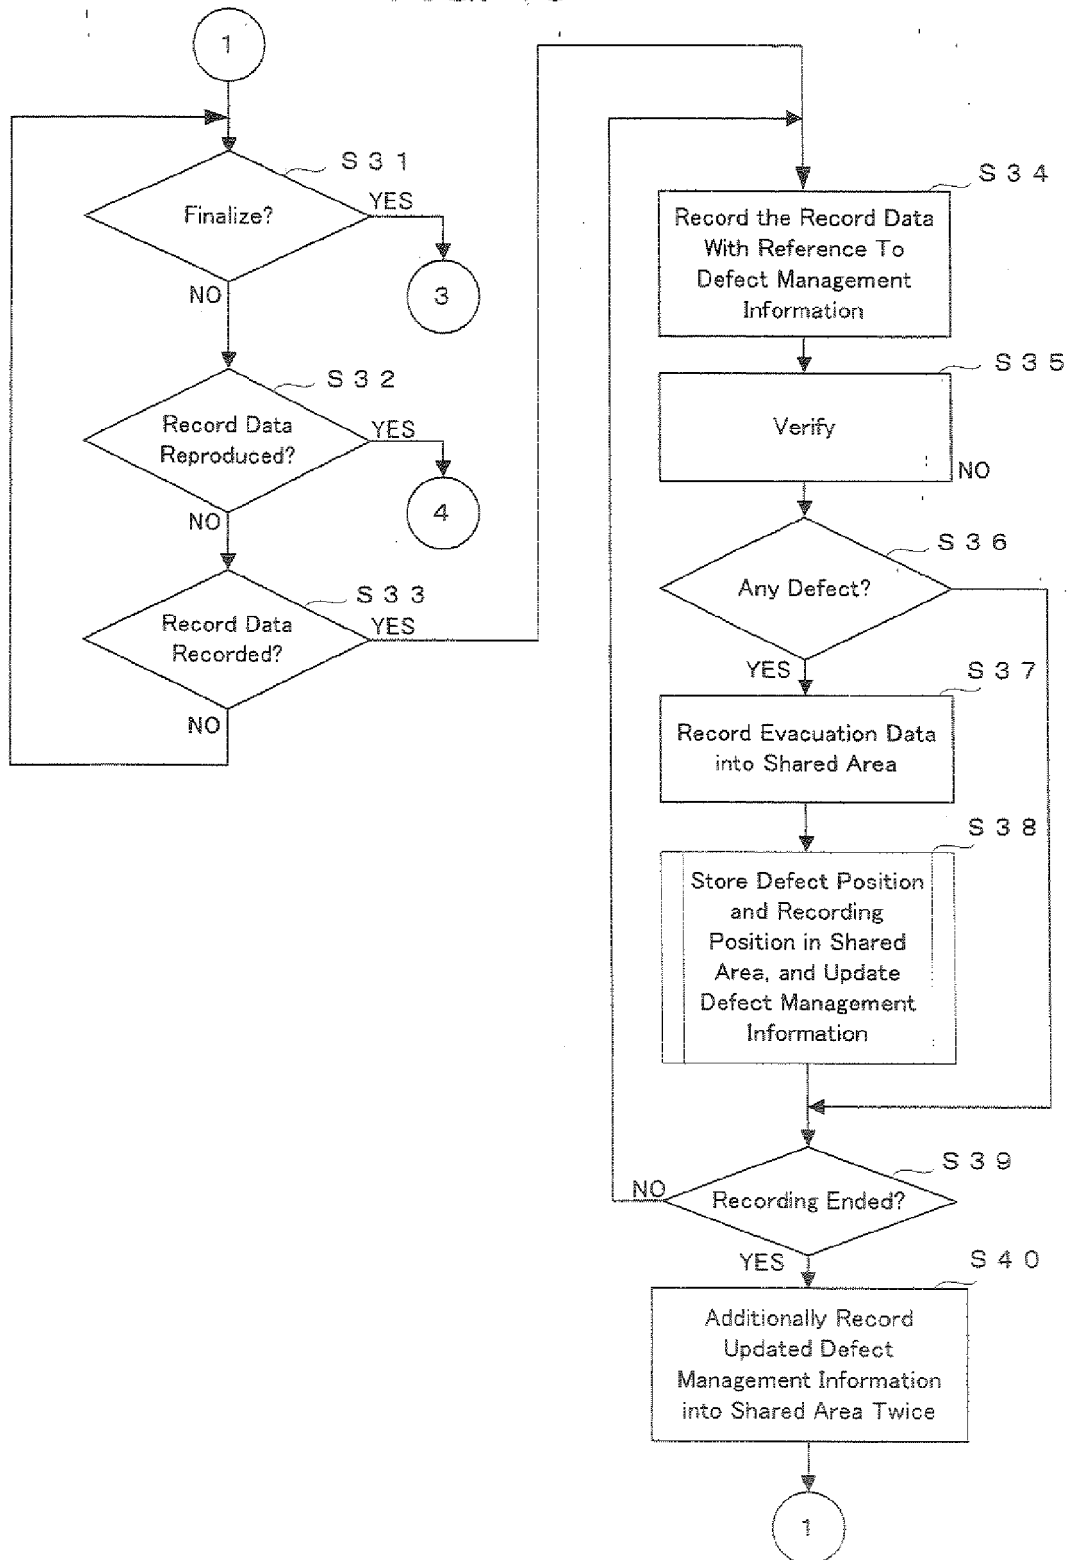 1
S31
Finalize?
YES
3
NO
S32
Record Data
Reproduced?
YES
4
NO
S33
Record Data
Recorded?
YES
NO
S34
Record the Record Data
With Reference To
Defect Management
Information
S35
Verify
NO
S36
Any Defect?
YES
S37
Record Evacuation Data
into Shared Area
S38
Store Defect Position
and Recording
Position in Shared
Area, and Update
Defect Management
Information
S39
NO
Recording Ended?
YES
S40
Additionally Record
Updated Defect
Management Information
into Shared Area Twice
1